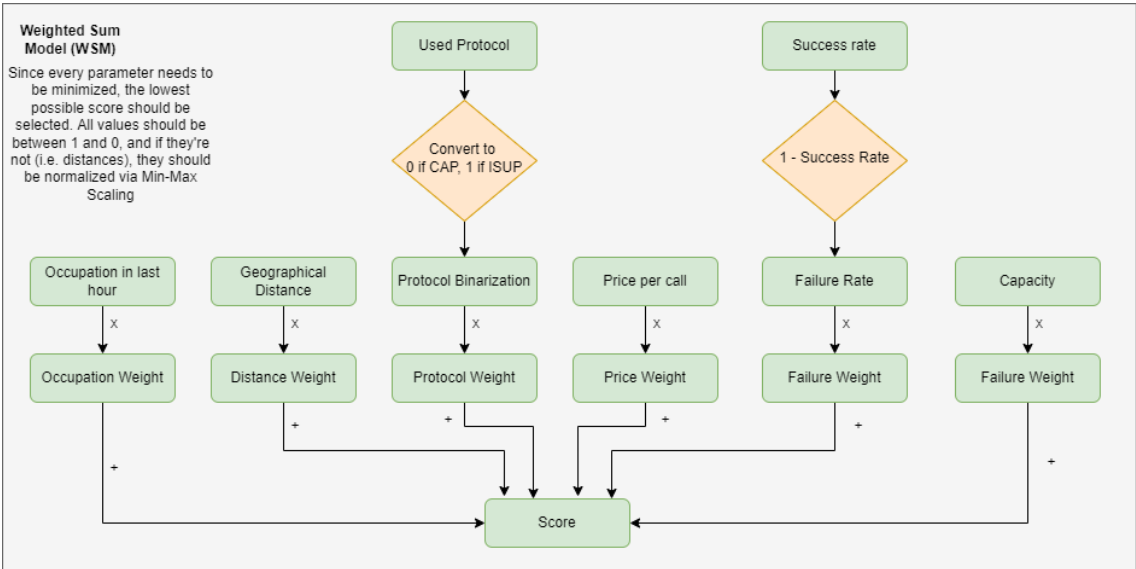 Weighted Sum
Model (WSM)
Since every parameter needs to
be minimized, the lowest
possible score should be
selected. All values should be
between 1 and 0, and if they're
not (i.e. distances), they should
be normalized via Min-Max
Scaling
Used Protocol
Success rate
Convert to
0 if CAP, 1 if ISUP
1 - Success Rate
Occupation in last
hour
Geographical
Distance
Protocol Binarization
Price per call
Failure Rate
Capacity
X
X
X
X
X
X
Occupation Weight
Distance Weight
Protocol Weight
Price Weight
Failure Weight
Failure Weight
+
+
+
+
+
+
Score